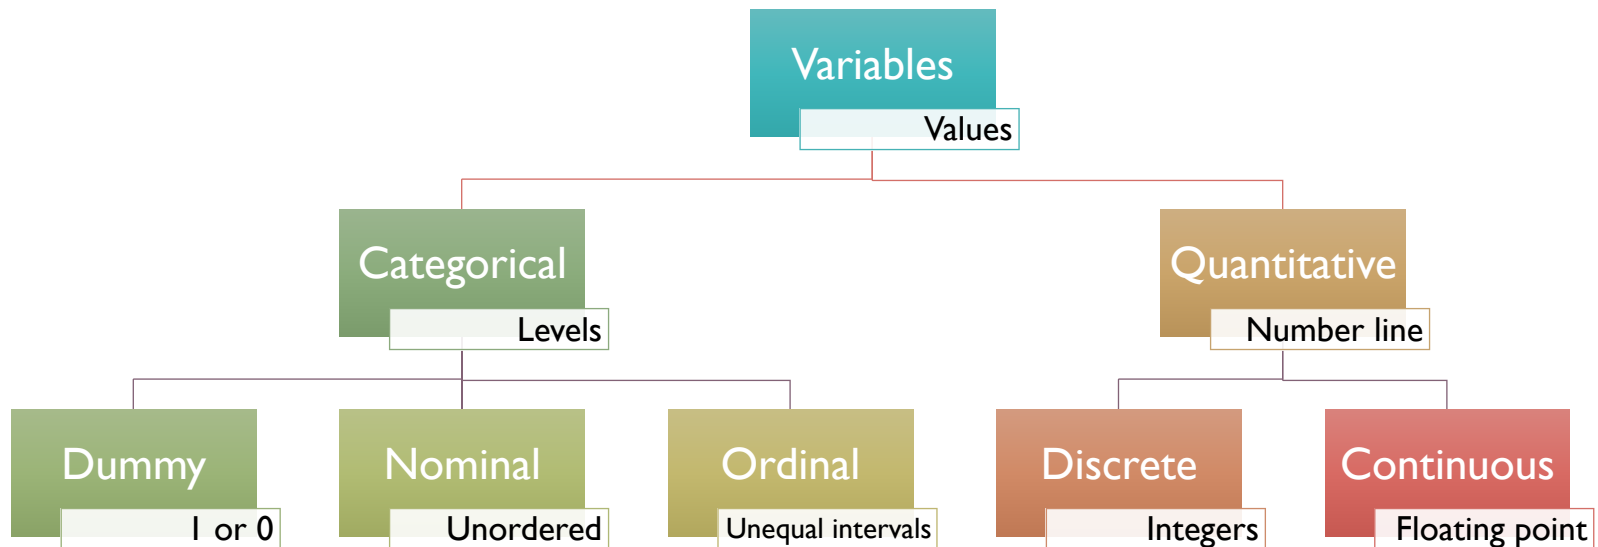 Variables
Values
Categorical
Levels
Quantitative
Number line
Dummy
1 or 0
Nominal
Unordered
Ordinal
Unequal intervals
Discrete
Integers
Continuous
Floating point